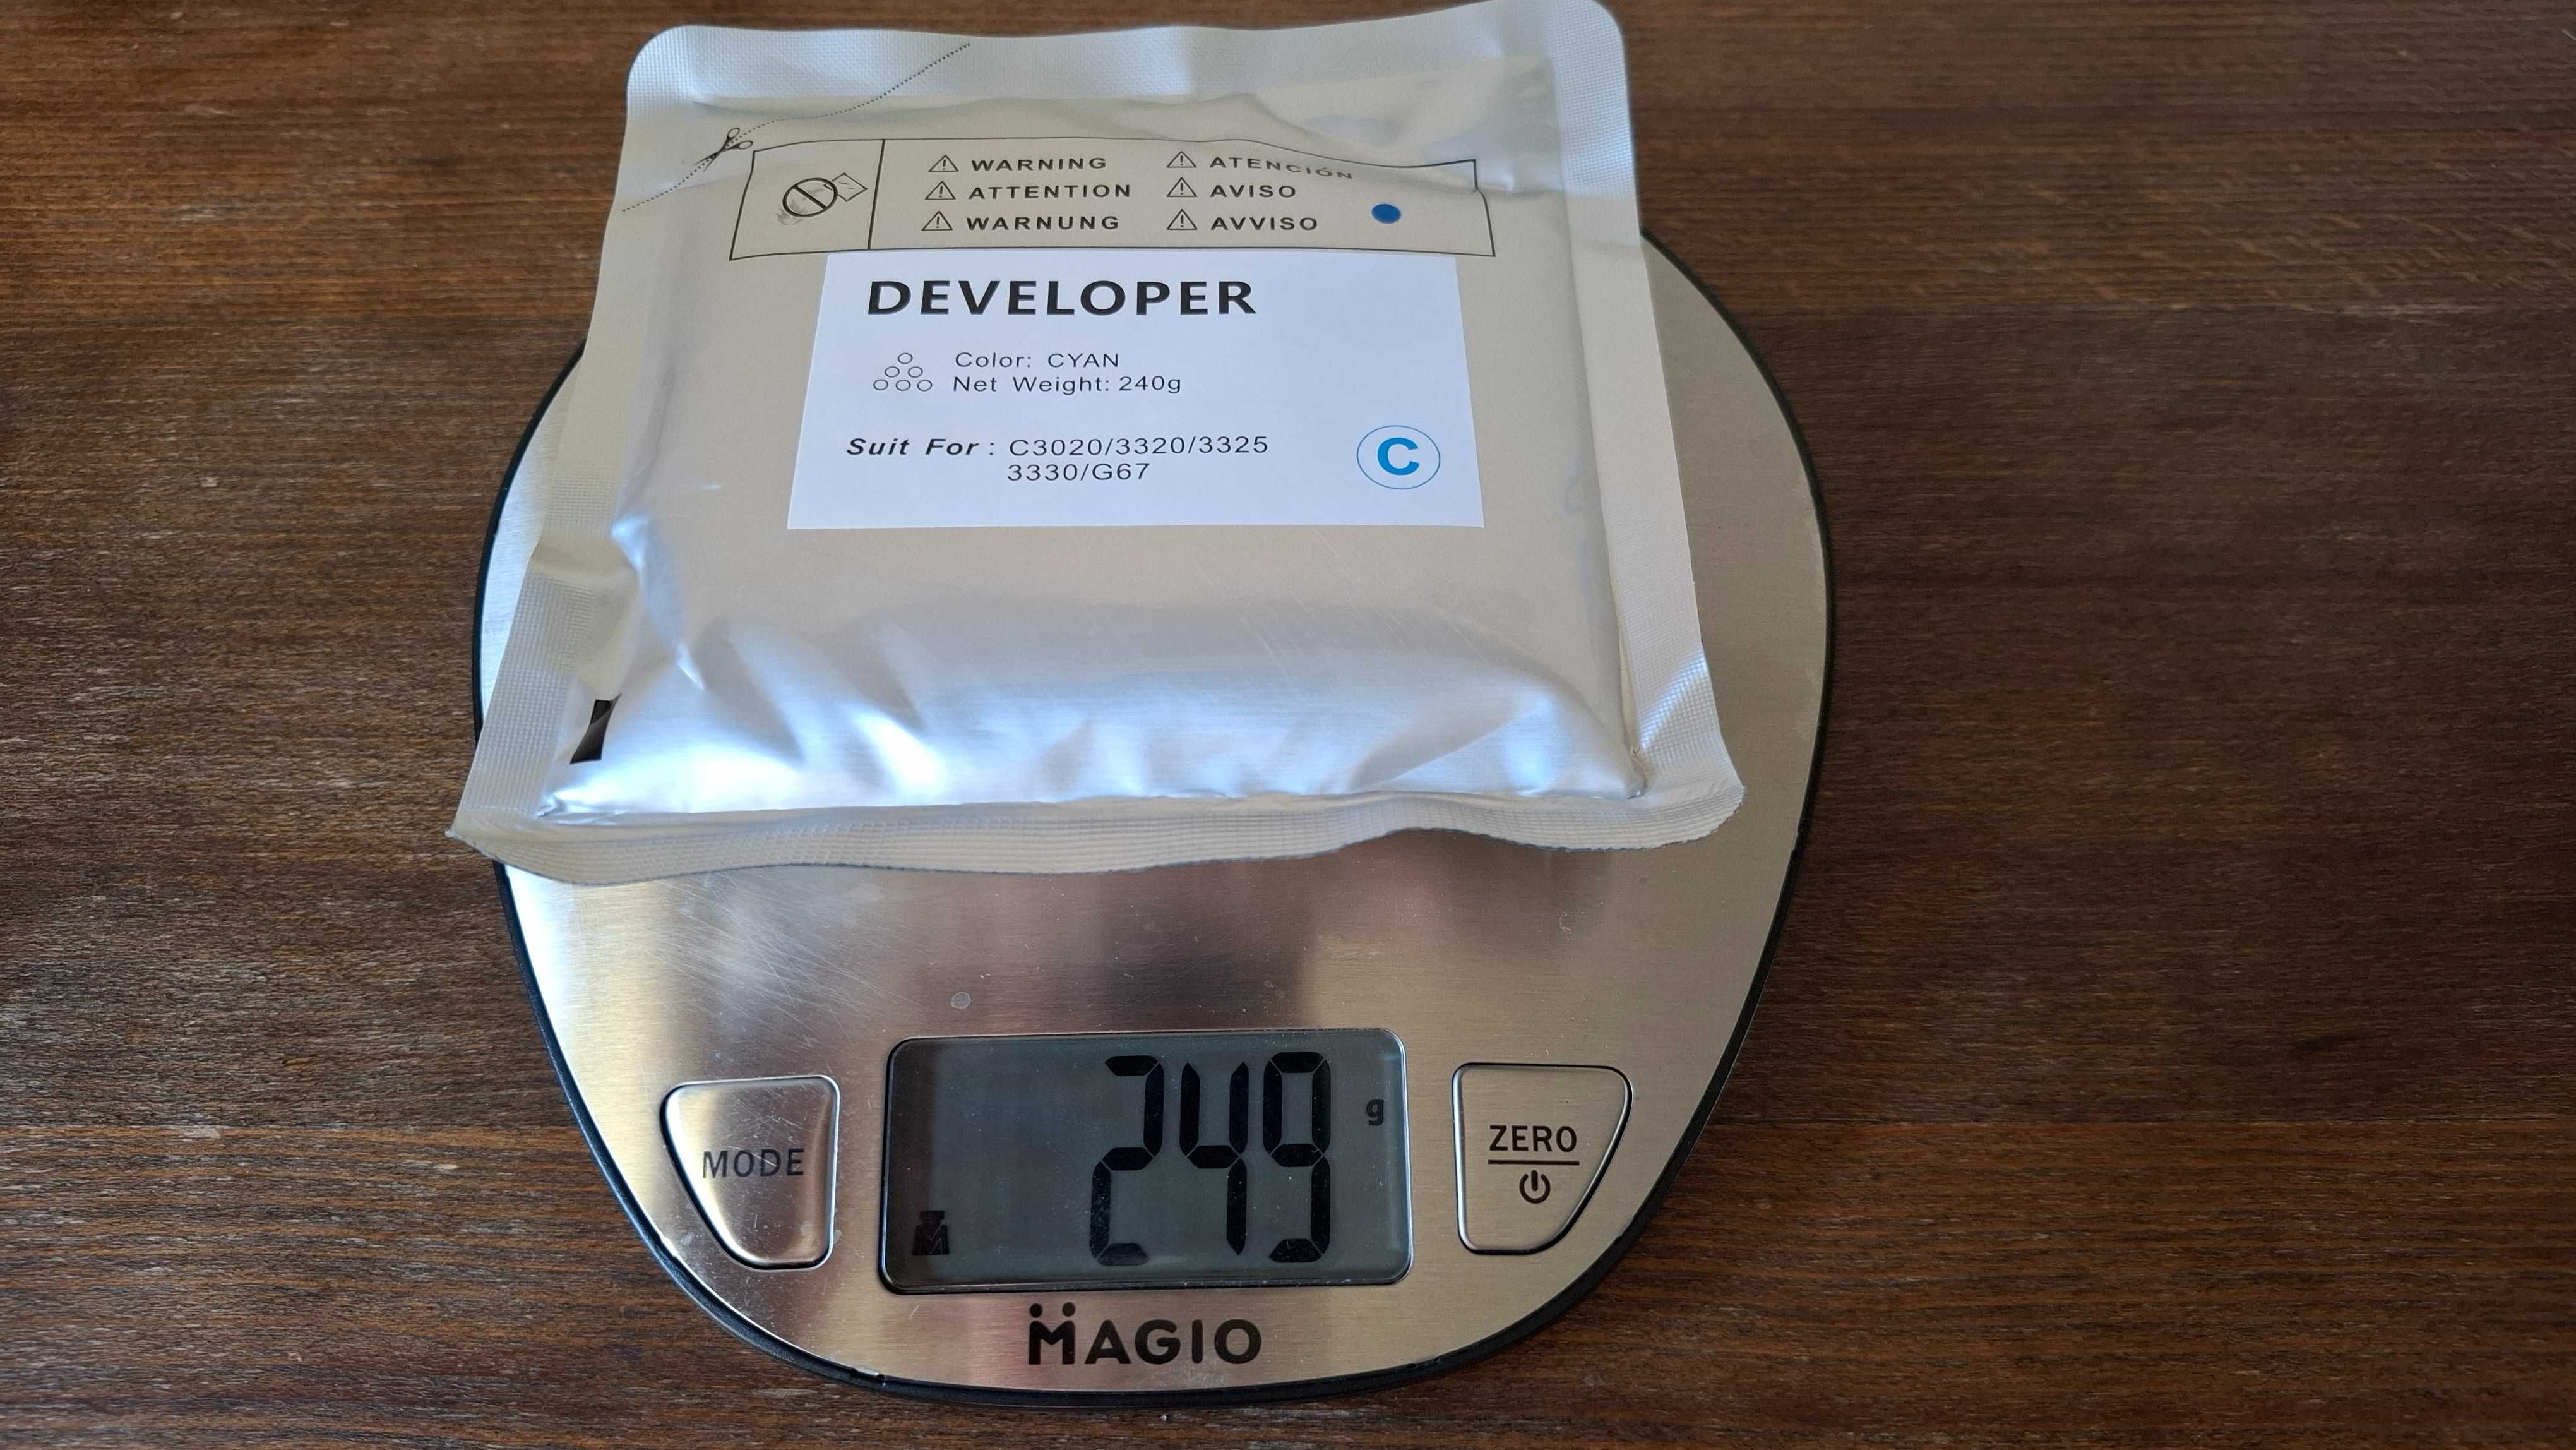 WARNING
ATTENTION
WARNUNG
ATENCIÓN
AVISO
AVVISO
DEVELOPER
Color: CYAN
Net Weight: 240g
Suit For: C3020/3320/3325
3330/G67
C
249 g
MODE
ZERO
MAGIO